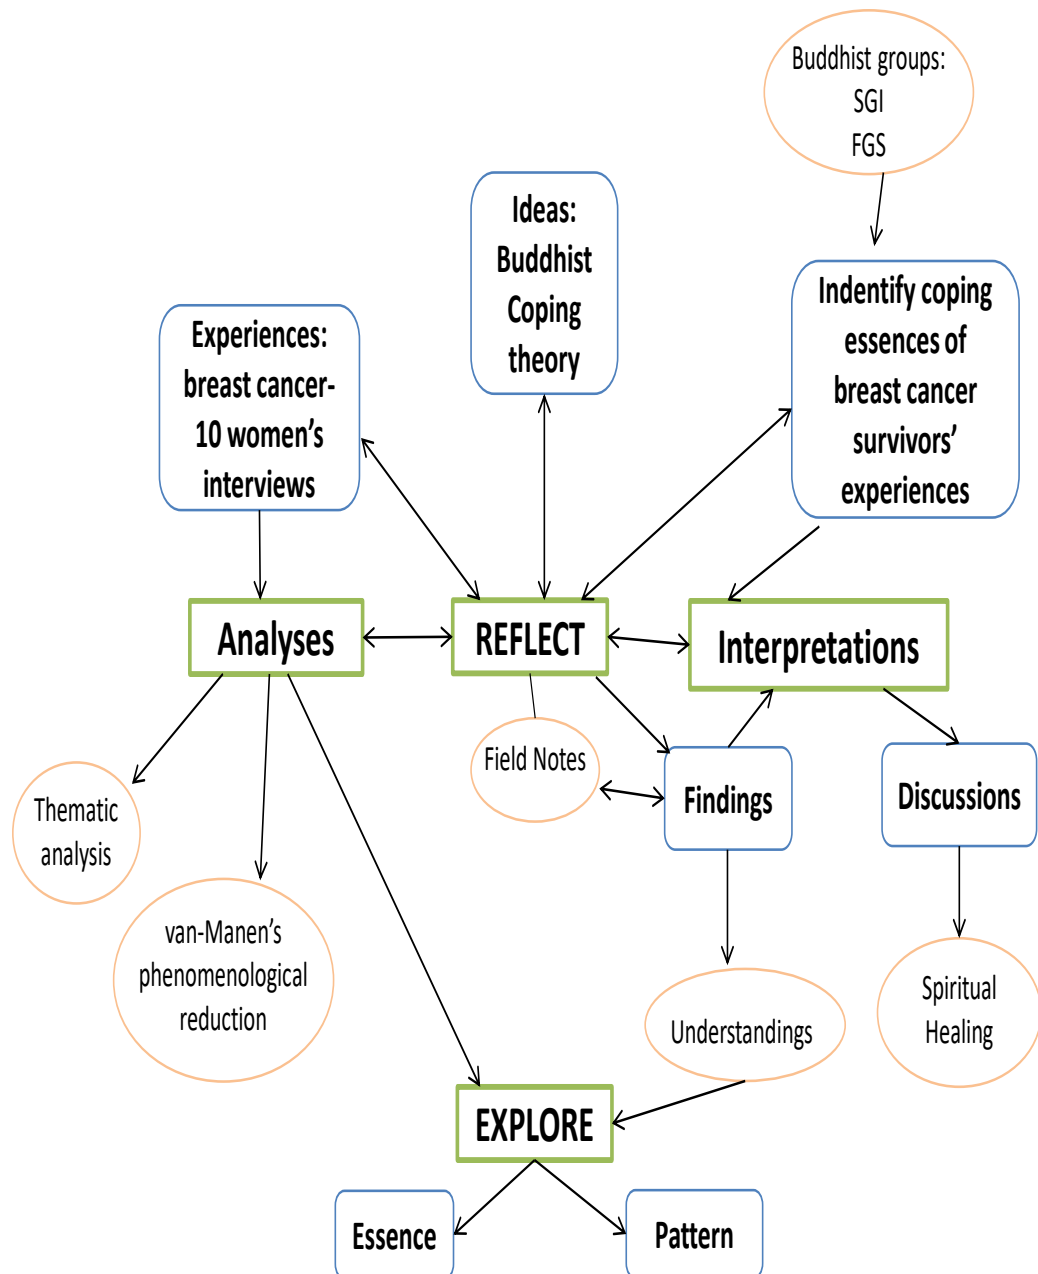 Buddhist groups:
SGI
FGS
Ideas:
Buddhist
Coping
theory
Indentify coping
essences of
breast cancer
survivors’
experiences
Experiences:
breast cancer-
10 women’s
interviews
Analyses
REFLECT
Interpretations
Field Notes
Findings
Discussions
Thematic
analysis
van-Manen’s
phenomenological
reduction
Understandings
Spiritual
Healing
EXPLORE
Essence
Pattern